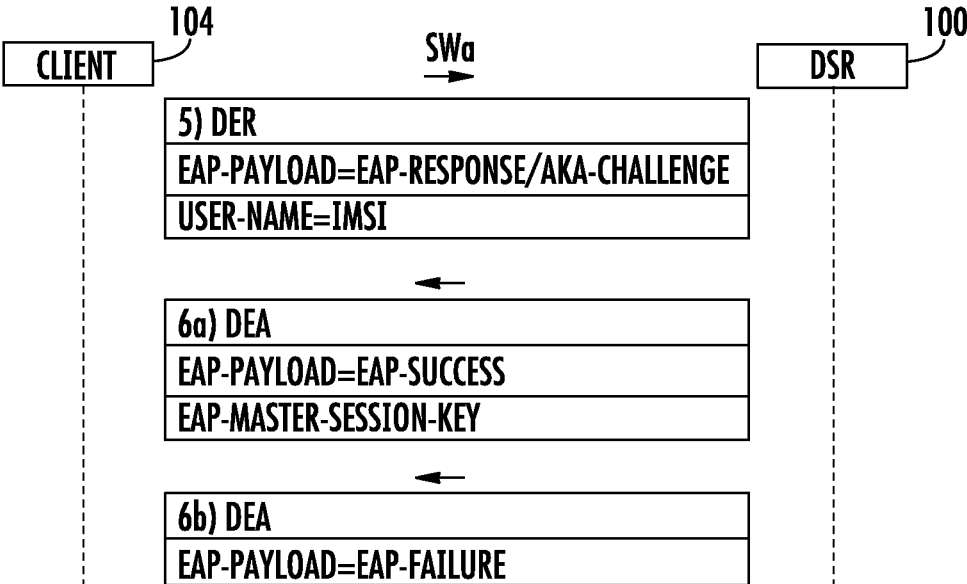 104
100
CLIENT
SWa
DSR
5) DER
EAP-PAYLOAD=EAP-RESPONSE/AKA-CHALLENGE
USER-NAME=IMSI
6a) DEA
EAP-PAYLOAD=EAP-SUCCESS
EAP-MASTER-SESSION-KEY
6b) DEA
EAP-PAYLOAD=EAP-FAILURE